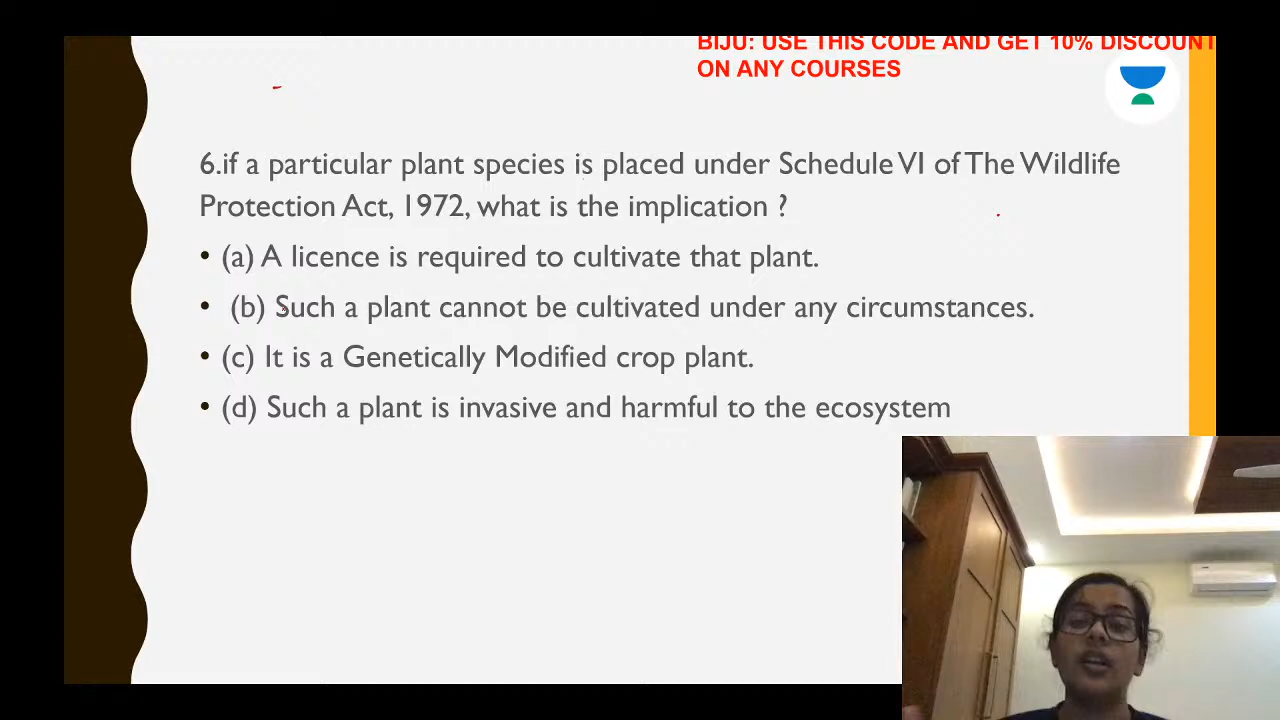 BIJU: USE THIS CODE AND GET 10% DISCOUNT
ON ANY COURSES
6.if a particular plant species is placed under Schedule VI of The Wildlife
Protection Act, 1972, what is the implication ?
• (a) A licence is required to cultivate that plant.
• (b) Such a plant cannot be cultivated under any circumstances.
• (c) It is a Genetically Modified crop plant.
• (d) Such a plant is invasive and harmful to the ecosystem